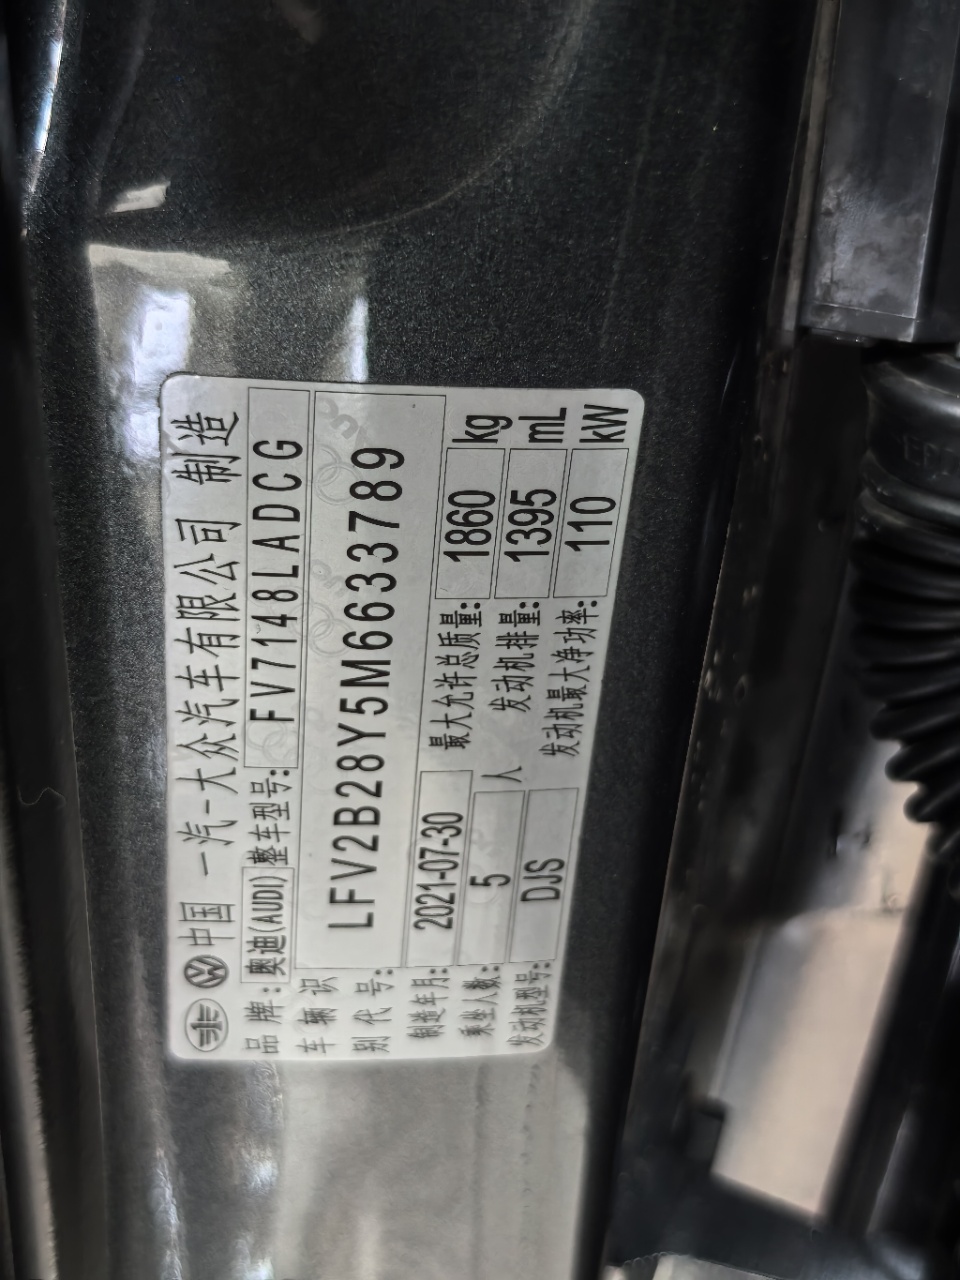 中国 一汽-大众汽车有限公司 制造
品牌: 奥迪(AUDI) 整车型号: FV7148LADCG
车辆识别代号: LFV2B28Y5M6633789
制造年月: 2021-07-30 最大允许总质量: 1860 kg
乘坐人数: 5 人 发动机排量: 1395 mL
发动机型号: DJS 发动机最大净功率: 110 kW